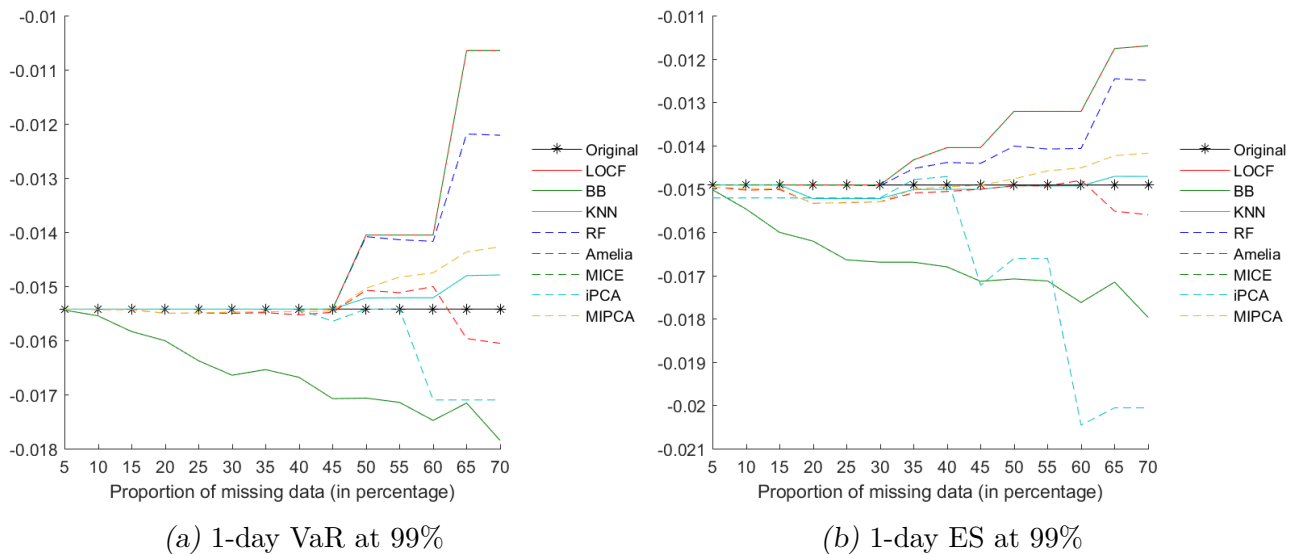 -0.01
-0.011
-0.012
-0.013
-0.014
-0.015
-0.016
-0.017
-0.018
5 10 15 20 25 30 35 40 45 50 55 60 65 70
Proportion of missing data (in percentage)
Original
LOCF
BB
KNN
RF
Amelia
MICE
iPCA
MIPCA
(a) 1-day VaR at 99%
-0.011
-0.012
-0.013
-0.014
-0.015
-0.016
-0.017
-0.018
-0.019
-0.02
-0.021
5 10 15 20 25 30 35 40 45 50 55 60 65 70
Proportion of missing data (in percentage)
Original
LOCF
BB
KNN
RF
Amelia
MICE
iPCA
MIPCA
(b) 1-day ES at 99%